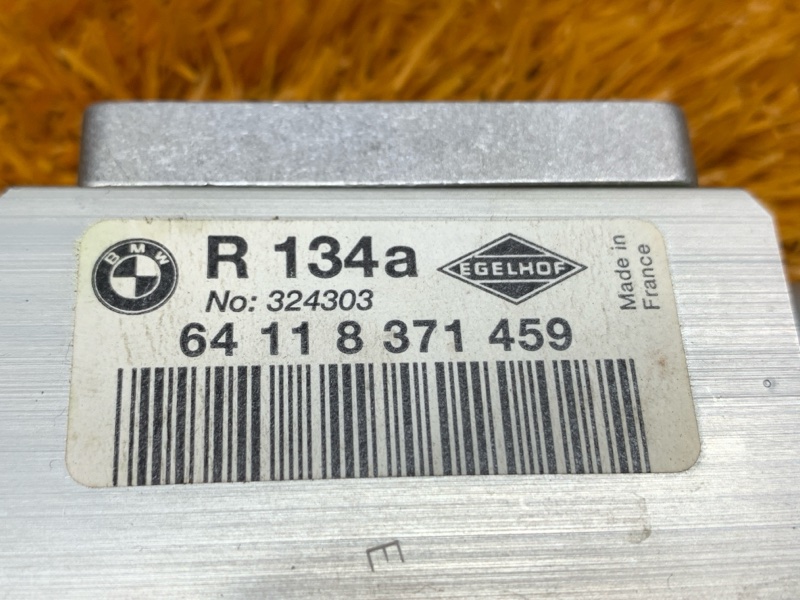 BMW
R 134a
EGELHOF
Made in
France
No: 324303
64 11 8 371 459
E